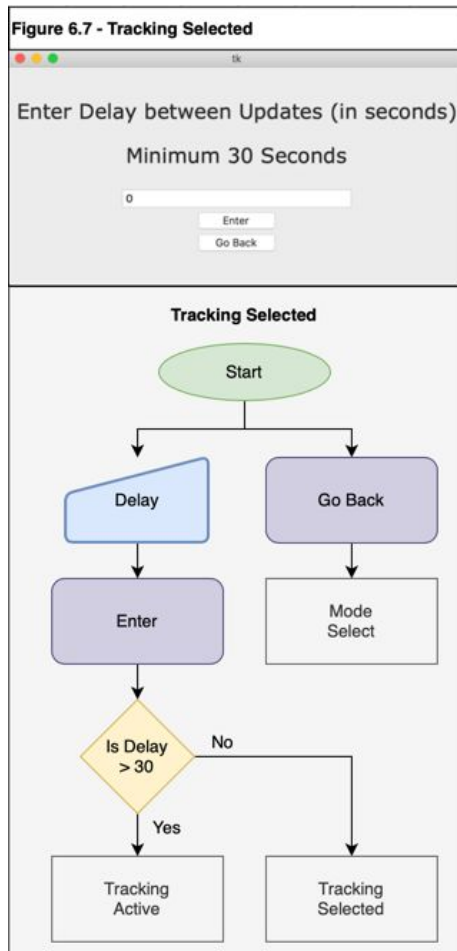 Figure 6.7 - Tracking Selected
tk
Enter Delay between Updates (in seconds)
Minimum 30 Seconds
0
Enter
Go Back
Tracking Selected
Start
Delay
Go Back
Enter
Mode
Select
Is Delay
> 30
No
Yes
Tracking
Active
Tracking
Selected